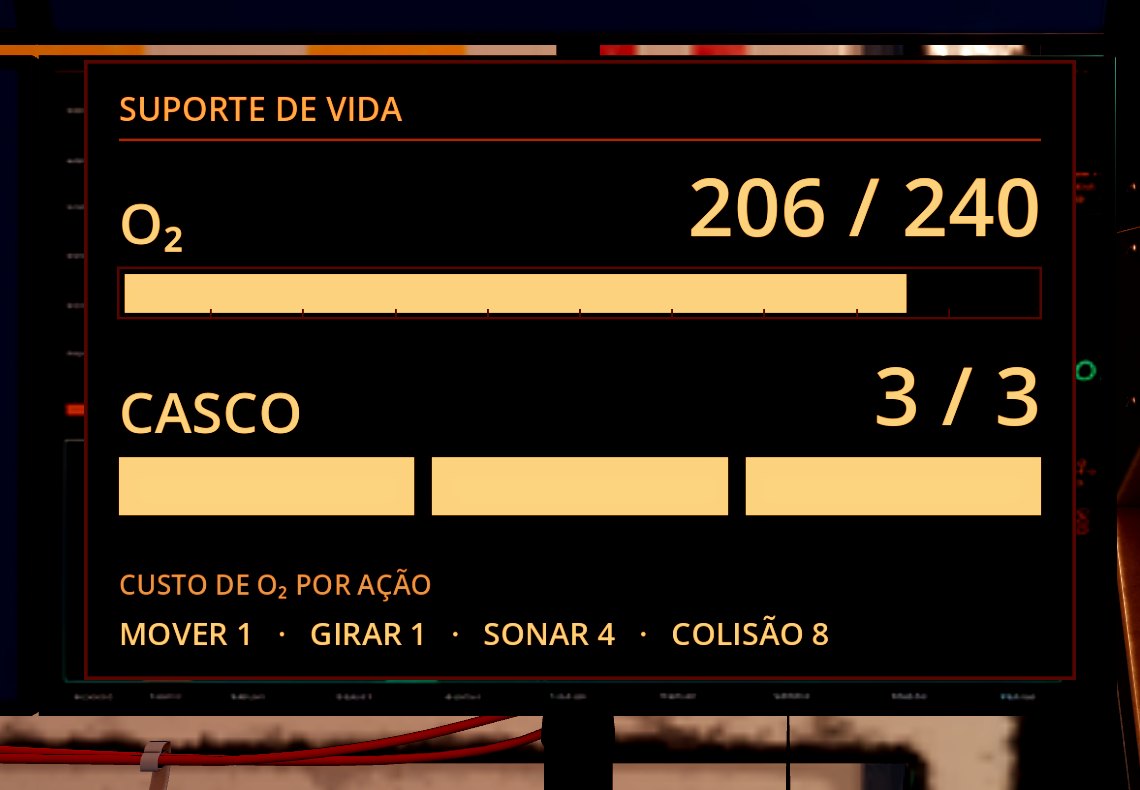 SUPORTE DE VIDA
O₂ 206 / 240
CASCO 3 / 3
CUSTO DE O₂ POR AÇÃO
MOVER 1 · GIRAR 1 · SONAR 4 · COLISÃO 8